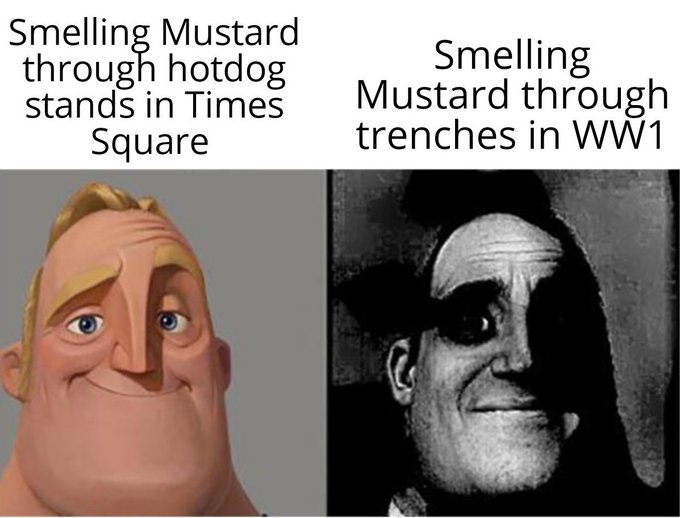 Smelling Mustard
through hotdog
stands in Times
Square
Smelling
Mustard through
trenches in WW1